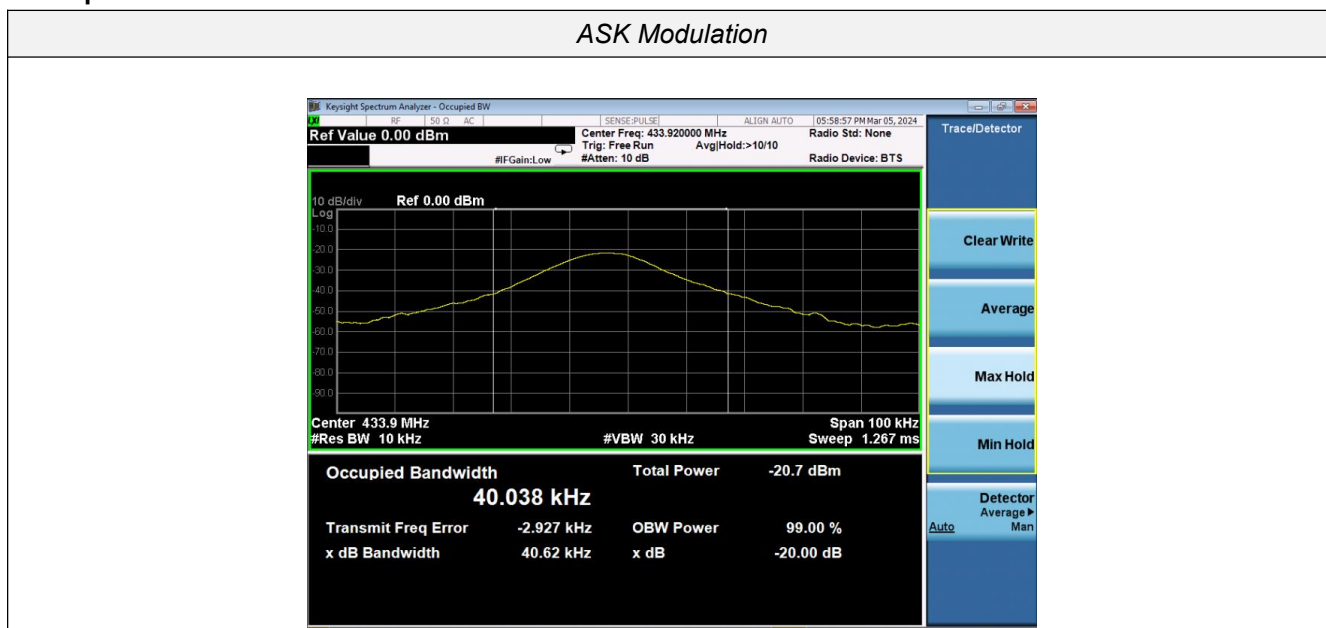 ASK Modulation
Keysight Spectrum Analyzer - Occupied BW
LXI RF 50 Ω AC SENSE:PULSE ALIGN AUTO 05:58:57 PM Mar 05, 2024
Ref Value 0.00 dBm
Center Freq: 433.920000 MHz Radio Std: None
Trig: Free Run Avg|Hold:>10/10
#IFGain:Low #Atten: 10 dB Radio Device: BTS
10 dB/div Ref 0.00 dBm
Log
-10.0
-20.0
-30.0
-40.0
-50.0
-60.0
-70.0
-80.0
-90.0
Center 433.9 MHz Span 100 kHz
#Res BW 10 kHz #VBW 30 kHz Sweep 1.267 ms
Occupied Bandwidth Total Power -20.7 dBm
40.038 kHz
Transmit Freq Error -2.927 kHz OBW Power 99.00 %
x dB Bandwidth 40.62 kHz x dB -20.00 dB
Trace/Detector
Clear Write
Average
Max Hold
Min Hold
Detector
Average▶
Auto Man